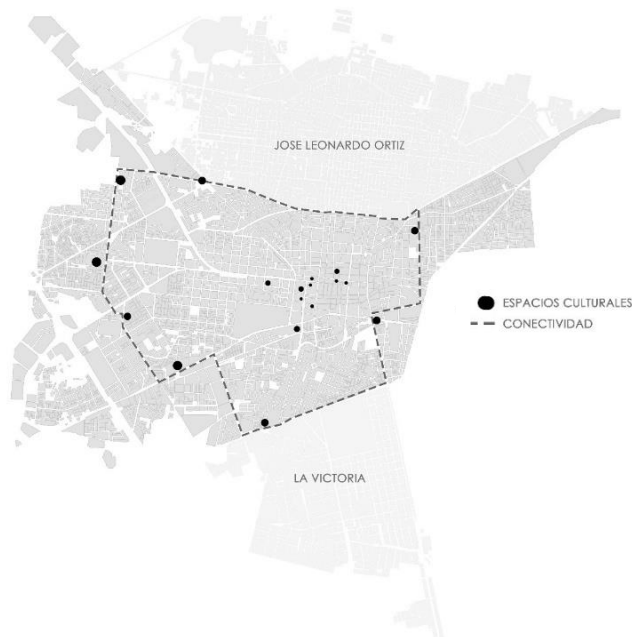 JOSE LEONARDO ORTIZ
ESPACIOS CULTURALES
CONECTIVIDAD
LA VICTORIA